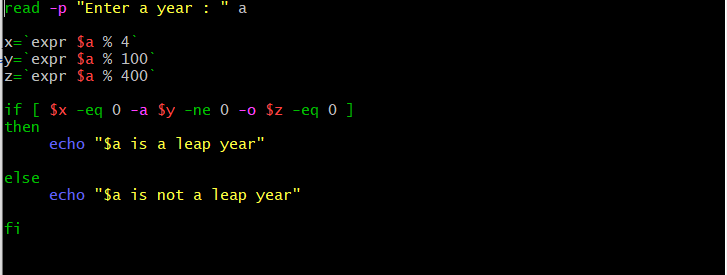 read -p "Enter a year : " a
x=`expr $a % 4`
y=`expr $a % 100`
z=`expr $a % 400`
if [ $x -eq 0 -a $y -ne 0 -o $z -eq 0 ]
then
echo "$a is a leap year"
else
echo "$a is not a leap year"
fi